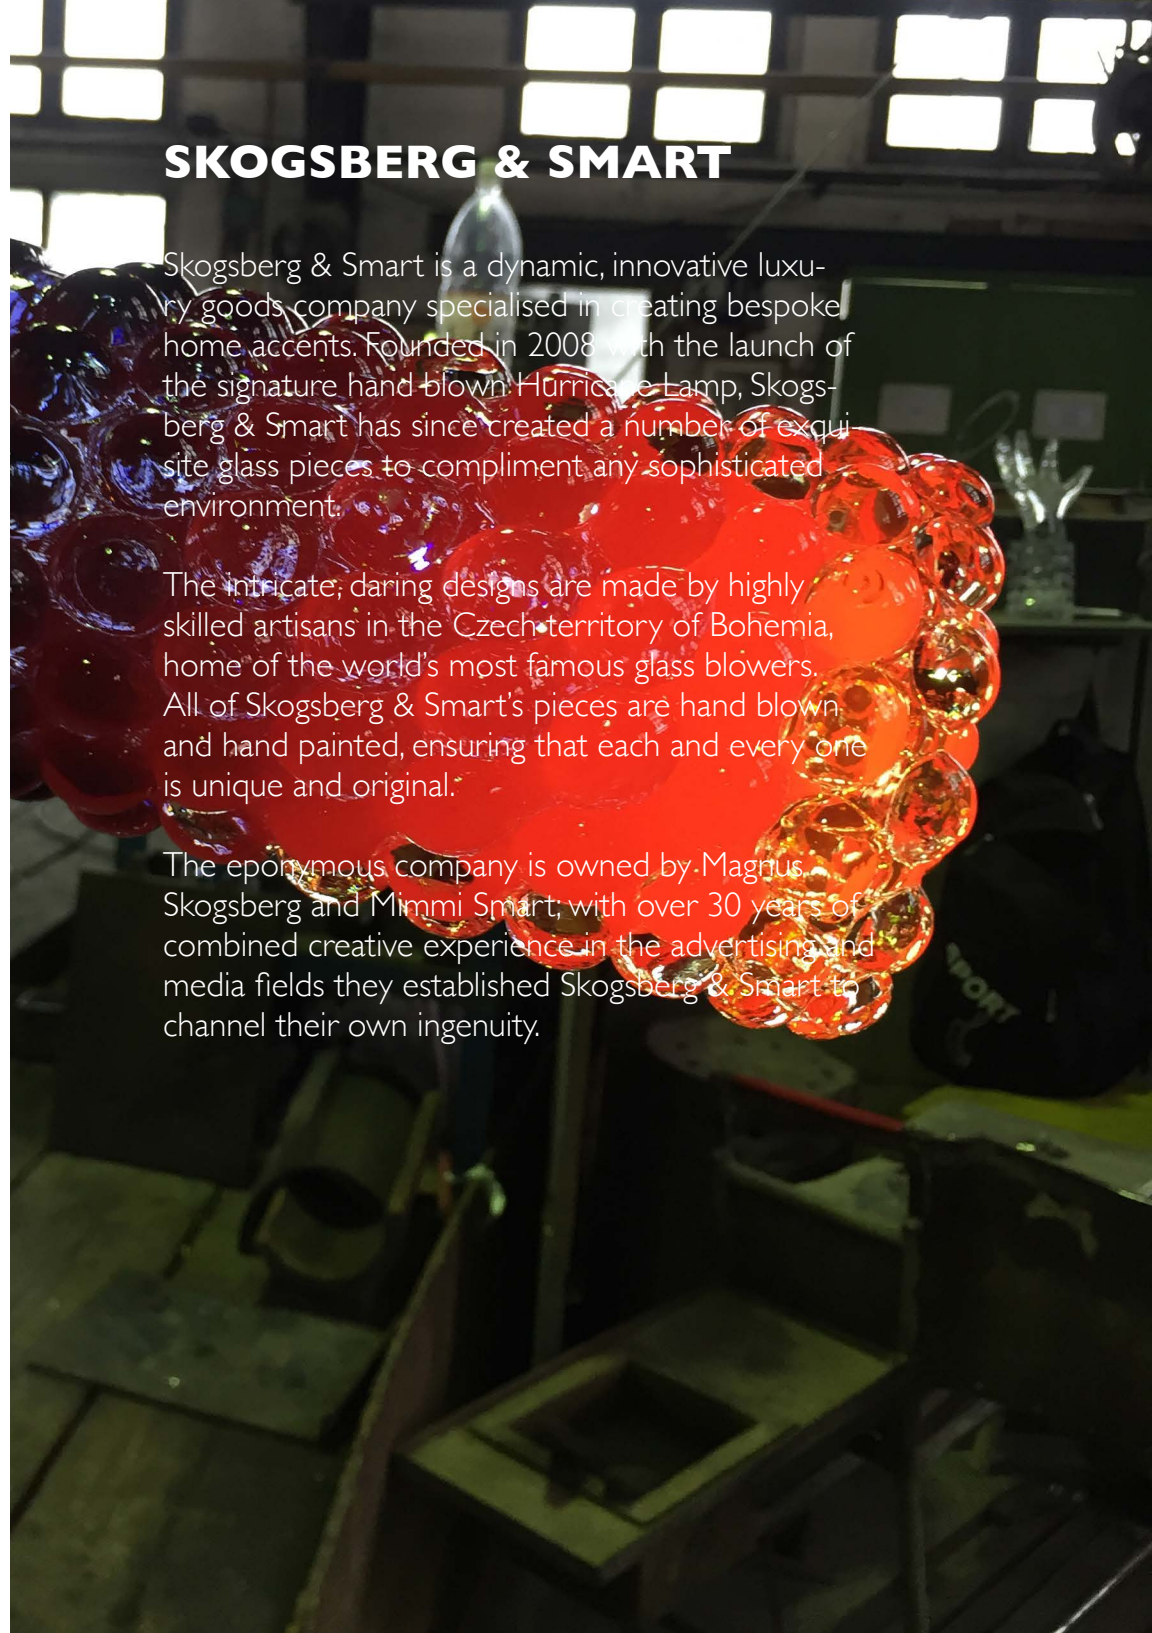 SKOGSBERG & SMART
Skogsberg & Smart is a dynamic, innovative luxu-
ry goods company specialised in creating bespoke
home accents. Founded in 2008 with the launch of
the signature hand-blown Hurricane Lamp, Skogs-
berg & Smart has since created a number of exqui-
site glass pieces to compliment any sophisticated
environment.
The intricate, daring designs are made by highly
skilled artisans in the Czech territory of Bohemia,
home of the world's most famous glass blowers.
All of Skogsberg & Smart's pieces are hand blown
and hand painted, ensuring that each and every one
is unique and original.
The eponymous company is owned by Magnus
Skogsberg and Mimmi Smart; with over 30 years of
combined creative experience in the advertising and
media fields they established Skogsberg & Smart to
channel their own ingenuity.
SPORT